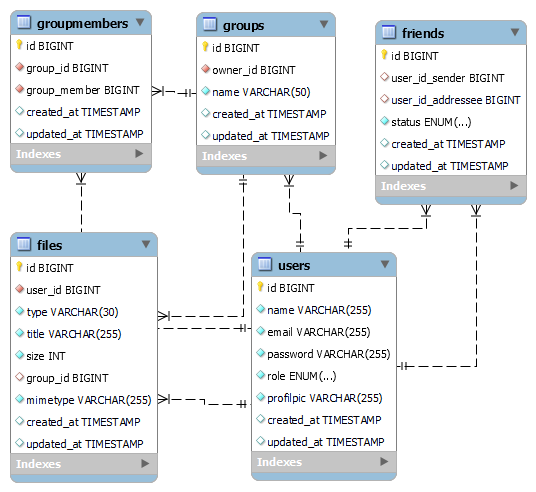 groupmembers
id BIGINT
group_id BIGINT
group_member BIGINT
created_at TIMESTAMP
updated_at TIMESTAMP
Indexes
groups
id BIGINT
owner_id BIGINT
name VARCHAR(50)
created_at TIMESTAMP
updated_at TIMESTAMP
Indexes
friends
id BIGINT
user_id_sender BIGINT
user_id_addressee BIGINT
status ENUM(...)
created_at TIMESTAMP
updated_at TIMESTAMP
Indexes
files
id BIGINT
user_id BIGINT
type VARCHAR(30)
title VARCHAR(255)
size INT
group_id BIGINT
mimetype VARCHAR(255)
created_at TIMESTAMP
updated_at TIMESTAMP
Indexes
users
id BIGINT
name VARCHAR(255)
email VARCHAR(255)
password VARCHAR(255)
role ENUM(...)
profilpic VARCHAR(255)
created_at TIMESTAMP
updated_at TIMESTAMP
Indexes